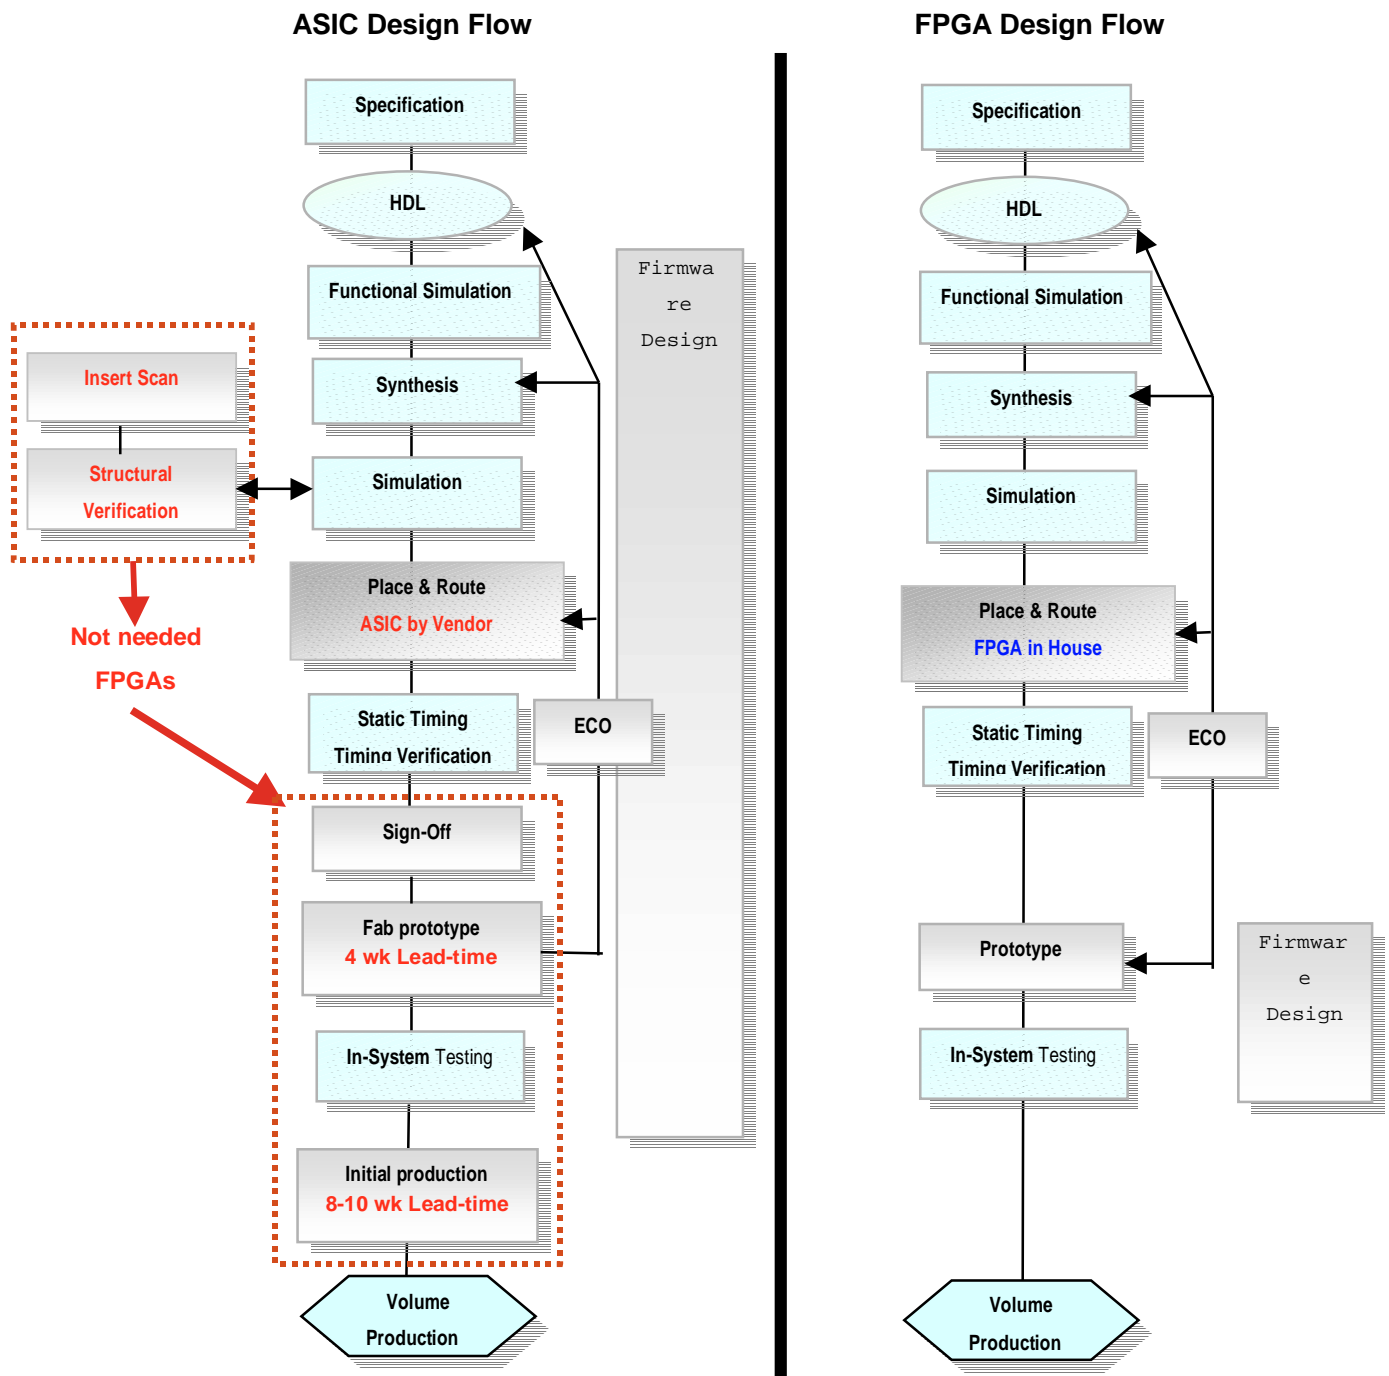 ASIC Design Flow
Specification
HDL
Functional Simulation
Synthesis
Simulation
Insert Scan
Structural
Verification
Not needed
FPGAs
Place & Route
ASIC by Vendor
Static Timing
Timing Verification
ECO
Sign-Off
Fab prototype
4 wk Lead-time
In-System Testing
Initial production
8-10 wk Lead-time
Volume
Production
Firmwa
re
Design
FPGA Design Flow
Specification
HDL
Functional Simulation
Synthesis
Simulation
Place & Route
FPGA in House
Static Timing
Timing Verification
ECO
Prototype
In-System Testing
Volume
Production
Firmwar
e
Design